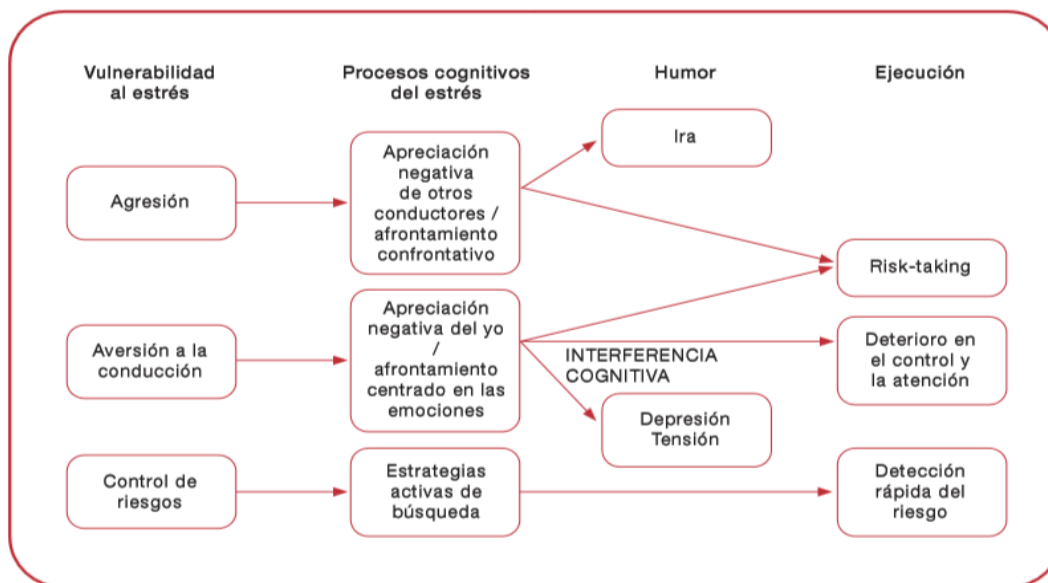 Vulnerabilidad
al estrés
Procesos cognitivos
del estrés
Humor
Ejecución
Agresión
Apreciación
negativa
de otros
conductores /
afrontamiento
confrontativo
Ira
Risk-taking
Aversión a la
conducción
Apreciación
negativa del yo
/
afrontamiento
centrado en las
emociones
INTERFERENCIA
COGNITIVA
Depresión
Tensión
Deterioro en
el control y
la atención
Control de
riesgos
Estrategias
activas de
búsqueda
Detección
rápida del
riesgo